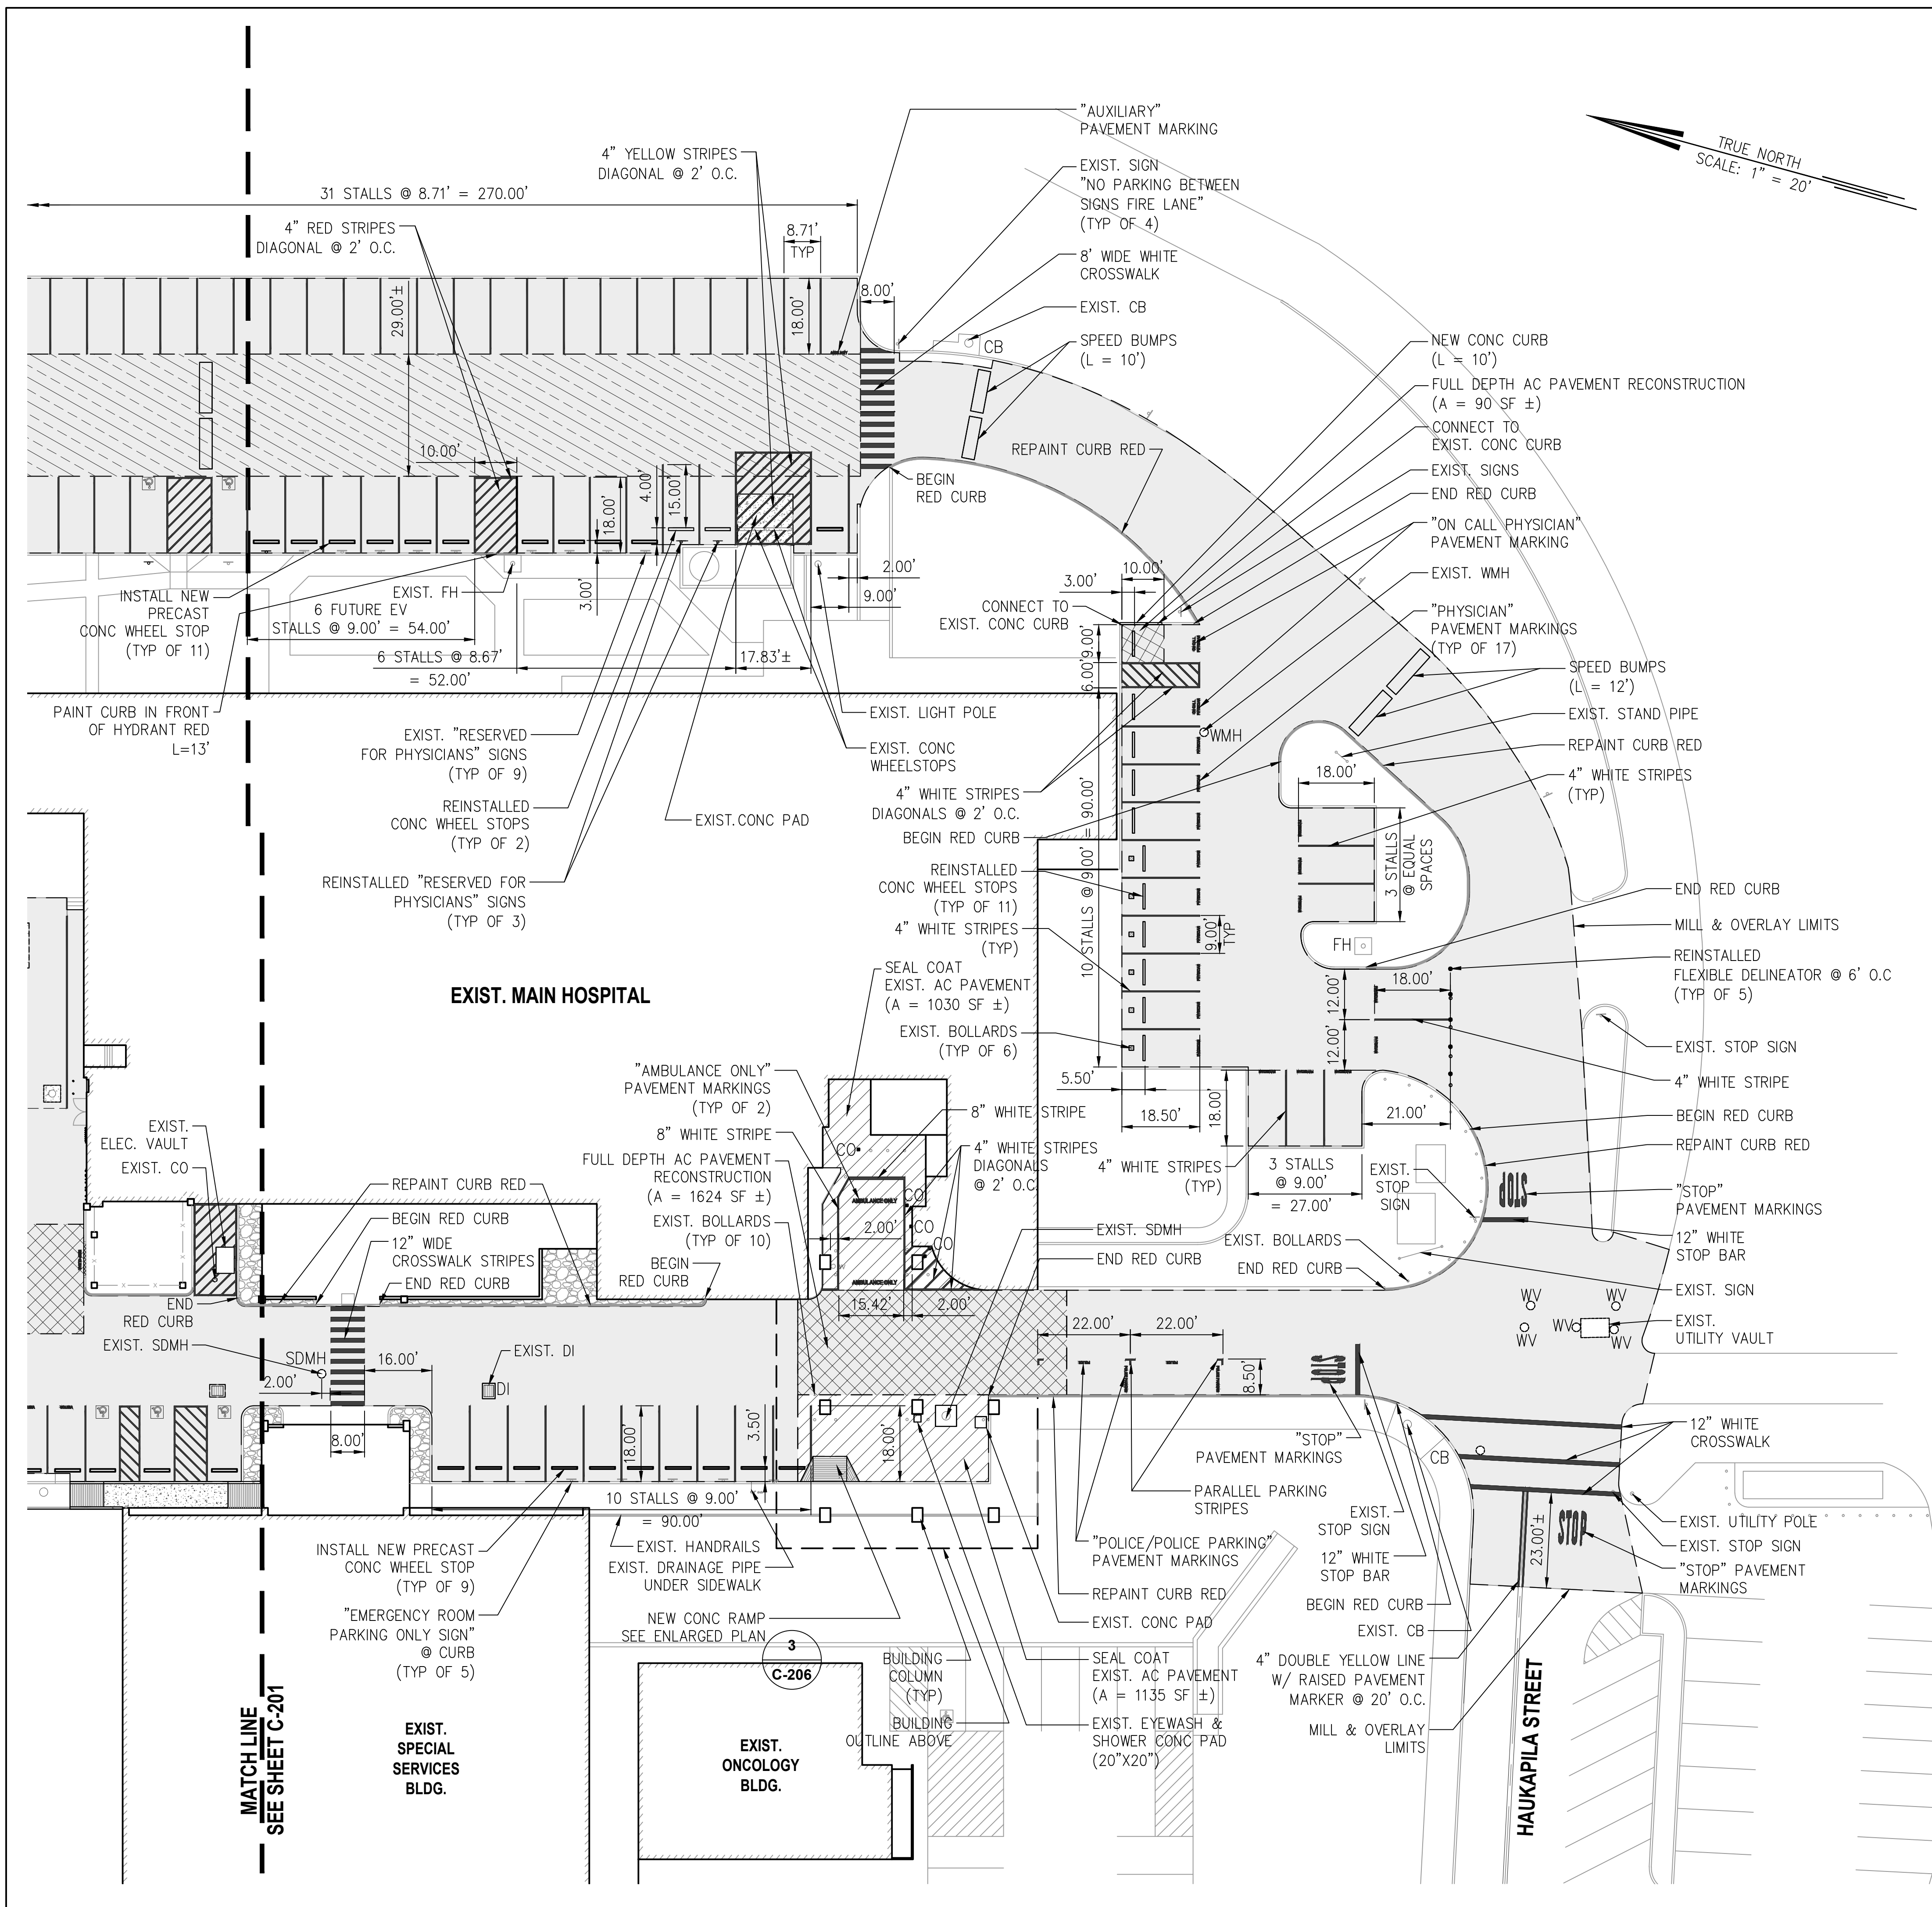 "AUXILIARY"
PAVEMENT MARKING
4" YELLOW STRIPES
DIAGONAL @ 2' O.C.
TRUE NORTH
SCALE: 1" = 20'
EXIST. SIGN
"NO PARKING BETWEEN
SIGNS FIRE LANE"
(TYP OF 4)
31 STALLS @ 8.71' = 270.00'
4" RED STRIPES
DIAGONAL @ 2' O.C.
8.71'
TYP
8' WIDE WHITE
CROSSWALK
8.00'
29.00'±
18.00'
EXIST. CB
CB
SPEED BUMPS
(L = 10')
NEW CONC CURB
(L = 10')
FULL DEPTH AC PAVEMENT RECONSTRUCTION
(A = 90 SF ±)
CONNECT TO
EXIST. CONC CURB
EXIST. SIGNS
END RED CURB
"ON CALL PHYSICIAN"
PAVEMENT MARKING
EXIST. WMH
"PHYSICIAN"
PAVEMENT MARKINGS
(TYP OF 17)
SPEED BUMPS
(L = 12')
EXIST. STAND PIPE
REPAINT CURB RED
4" WHITE STRIPES
(TYP)
REPAINT CURB RED
10.00'
BEGIN
RED CURB
18.00'
4.00'
15.00'
3.00'
2.00'
9.00'
INSTALL NEW
PRECAST
CONC WHEEL STOP
(TYP OF 11)
EXIST. FH
6 FUTURE EV
STALLS @ 9.00' = 54.00'
6 STALLS @ 8.67'
= 52.00'
17.83'±
3.00'
10.00'
CONNECT TO
EXIST. CONC CURB
9.00'
6.00'
PAINT CURB IN FRONT
OF HYDRANT RED
L=13'
EXIST. "RESERVED
FOR PHYSICIANS" SIGNS
(TYP OF 9)
REINSTALLED
CONC WHEEL STOPS
(TYP OF 2)
REINSTALLED "RESERVED FOR
PHYSICIANS" SIGNS
(TYP OF 3)
EXIST.CONC PAD
EXIST. LIGHT POLE
EXIST. CONC
WHEELSTOPS
4" WHITE STRIPES
DIAGONALS @ 2' O.C.
BEGIN RED CURB
REINSTALLED
CONC WHEEL STOPS
(TYP OF 11)
4" WHITE STRIPES
(TYP)
10 STALLS @ 9.00' = 90.00'
WMH
18.00'
3 STALLS
@ EQUAL
SPACES
9.00'
TYP
FH
END RED CURB
MILL & OVERLAY LIMITS
REINSTALLED
FLEXIBLE DELINEATOR @ 6' O.C
(TYP OF 5)
18.00'
12.00'
12.00'
EXIST. MAIN HOSPITAL
SEAL COAT
EXIST. AC PAVEMENT
(A = 1030 SF ±)
EXIST. BOLLARDS
(TYP OF 6)
5.50'
18.50'
18.00'
21.00'
EXIST. STOP SIGN
4" WHITE STRIPE
BEGIN RED CURB
REPAINT CURB RED
"STOP"
PAVEMENT MARKINGS
12" WHITE
STOP BAR
EXIST. SIGN
EXIST.
UTILITY VAULT
"AMBULANCE ONLY"
PAVEMENT MARKINGS
(TYP OF 2)
8" WHITE STRIPE
FULL DEPTH AC PAVEMENT
RECONSTRUCTION
(A = 1624 SF ±)
EXIST. BOLLARDS
(TYP OF 10)
8" WHITE STRIPE
4" WHITE STRIPES
DIAGONALS
@ 2' O.C.
4" WHITE STRIPES
(TYP)
3 STALLS
@ 9.00'
= 27.00'
EXIST.
STOP
SIGN
STOP
CO
AMBULANCE ONLY
CO
CO
CO
2.00'
AMBULANCE ONLY
15.42'
2.00'
EXIST. SDMH
END RED CURB
EXIST. BOLLARDS
END RED CURB
EXIST.
ELEC. VAULT
EXIST. CO
REPAINT CURB RED
BEGIN RED CURB
12" WIDE
CROSSWALK STRIPES
END RED CURB
BEGIN
RED CURB
END
RED CURB
EXIST. SDMH
SDMH
2.00'
16.00'
8.00'
EXIST. DI
DI
18.00'
3.50'
18.00'
10 STALLS @ 9.00'
= 90.00'
22.00'
22.00'
8.50'
STOP
WV
WV
WV
WV
WV
"STOP"
PAVEMENT MARKINGS
PARALLEL PARKING
STRIPES
"POLICE/POLICE PARKING"
PAVEMENT MARKINGS
REPAINT CURB RED
EXIST. CONC PAD
EXIST.
STOP SIGN
12" WHITE
STOP BAR
BEGIN RED CURB
EXIST. CB
CB
12" WHITE
CROSSWALK
23.00'±
STOP
EXIST. UTILITY POLE
EXIST. STOP SIGN
"STOP" PAVEMENT
MARKINGS
INSTALL NEW PRECAST
CONC WHEEL STOP
(TYP OF 9)
"EMERGENCY ROOM
PARKING ONLY SIGN"
@ CURB
(TYP OF 5)
EXIST. HANDRAILS
EXIST. DRAINAGE PIPE
UNDER SIDEWALK
NEW CONC RAMP
SEE ENLARGED PLAN
3
C-206
BUILDING
COLUMN
(TYP)
BUILDING
OUTLINE ABOVE
SEAL COAT
EXIST. AC PAVEMENT
(A = 1135 SF ±)
EXIST. EYEWASH &
SHOWER CONC PAD
(20"X20")
4" DOUBLE YELLOW LINE
W/ RAISED PAVEMENT
MARKER @ 20' O.C.
MILL & OVERLAY
LIMITS
HAUKAPILA STREET
MATCH LINE
SEE SHEET C-201
EXIST.
SPECIAL
SERVICES
BLDG.
EXIST.
ONCOLOGY
BLDG.